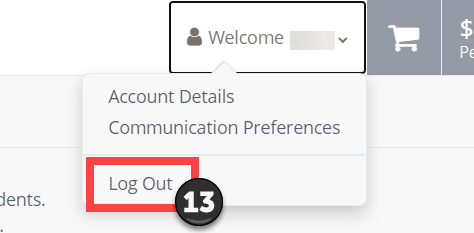 Welcome
$
Pe
Account Details
Communication Preferences
Log Out
13
dents.
.